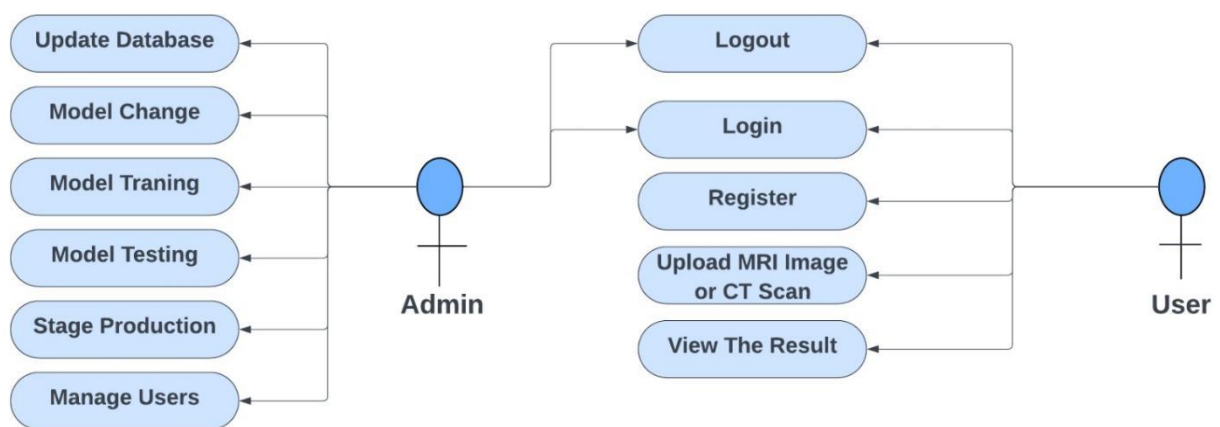 Update Database
Model Change
Model Traning
Model Testing
Stage Production
Manage Users
Admin
Logout
Login
Register
Upload MRI Image
or CT Scan
View The Result
User